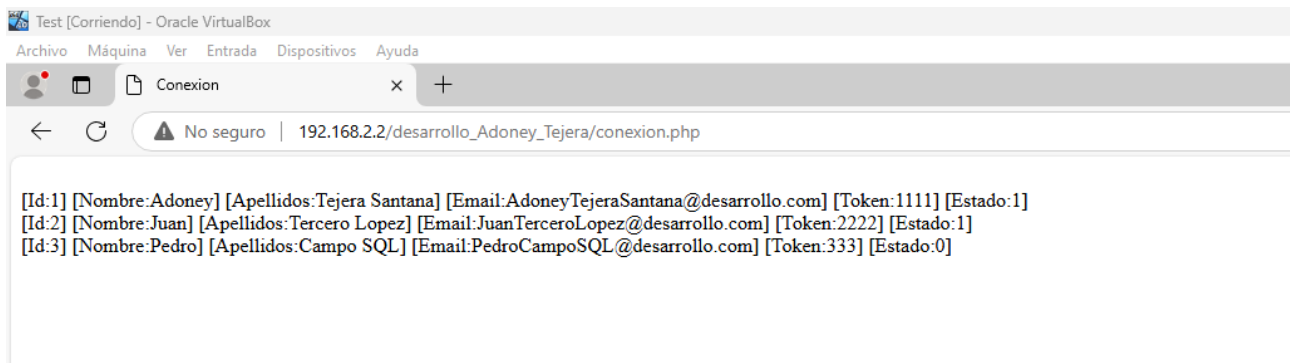 Test [Corriendo] - Oracle VirtualBox
Archivo Máquina Ver Entrada Dispositivos Ayuda
Conexion
No seguro | 192.168.2.2/desarrollo_Adoney_Tejera/conexion.php
[Id:1] [Nombre:Adoney] [Apellidos:Tejera Santana] [Email:AdoneyTejeraSantana@desarrollo.com] [Token:1111] [Estado:1]
[Id:2] [Nombre:Juan] [Apellidos:Tercero Lopez] [Email:JuanTerceroLopez@desarrollo.com] [Token:2222] [Estado:1]
[Id:3] [Nombre:Pedro] [Apellidos:Campo SQL] [Email:PedroCampoSQL@desarrollo.com] [Token:333] [Estado:0]